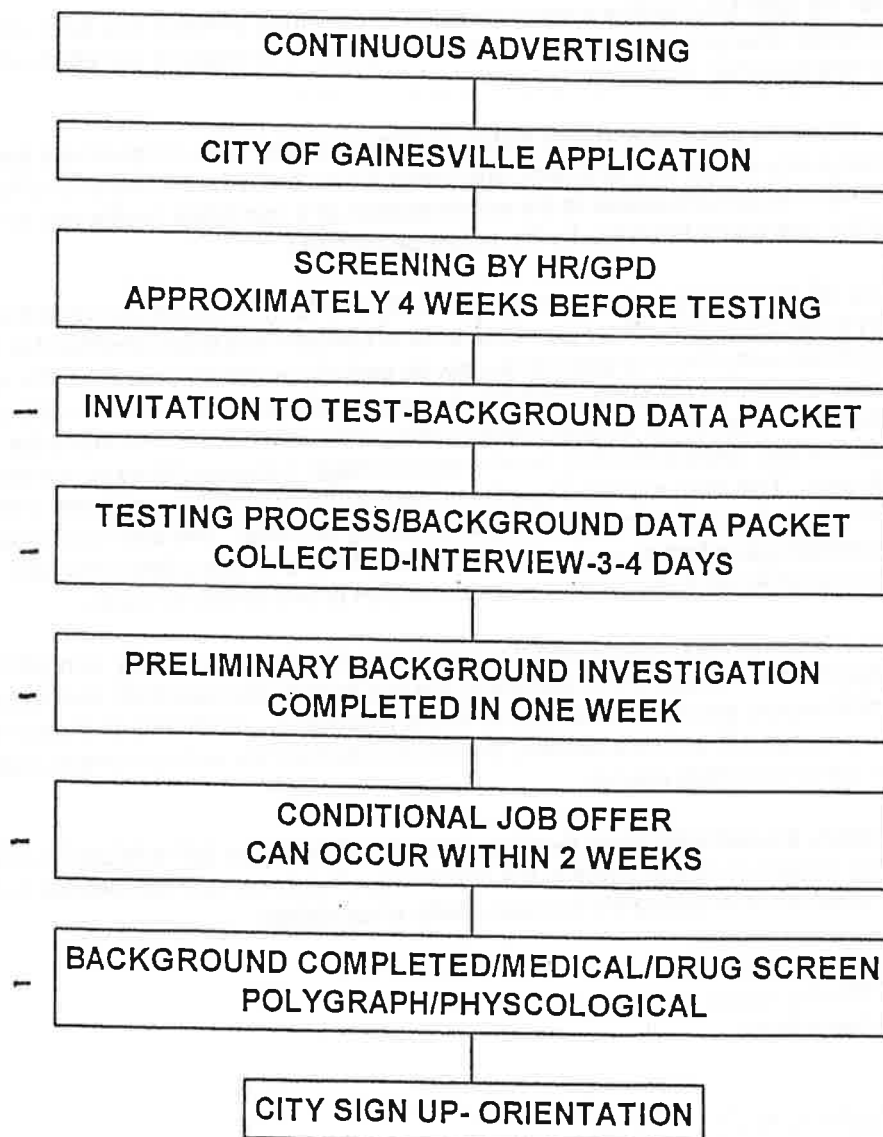 CONTINUOUS ADVERTISING
CITY OF GAINESVILLE APPLICATION
SCREENING BY HR/GPD
APPROXIMATELY 4 WEEKS BEFORE TESTING
INVITATION TO TEST-BACKGROUND DATA PACKET
TESTING PROCESS/BACKGROUND DATA PACKET
COLLECTED-INTERVIEW-3-4 DAYS
PRELIMINARY BACKGROUND INVESTIGATION
COMPLETED IN ONE WEEK
CONDITIONAL JOB OFFER
CAN OCCUR WITHIN 2 WEEKS
BACKGROUND COMPLETED/MEDICAL/DRUG SCREEN
POLYGRAPH/PHYSCOLOGICAL
CITY SIGN UP- ORIENTATION